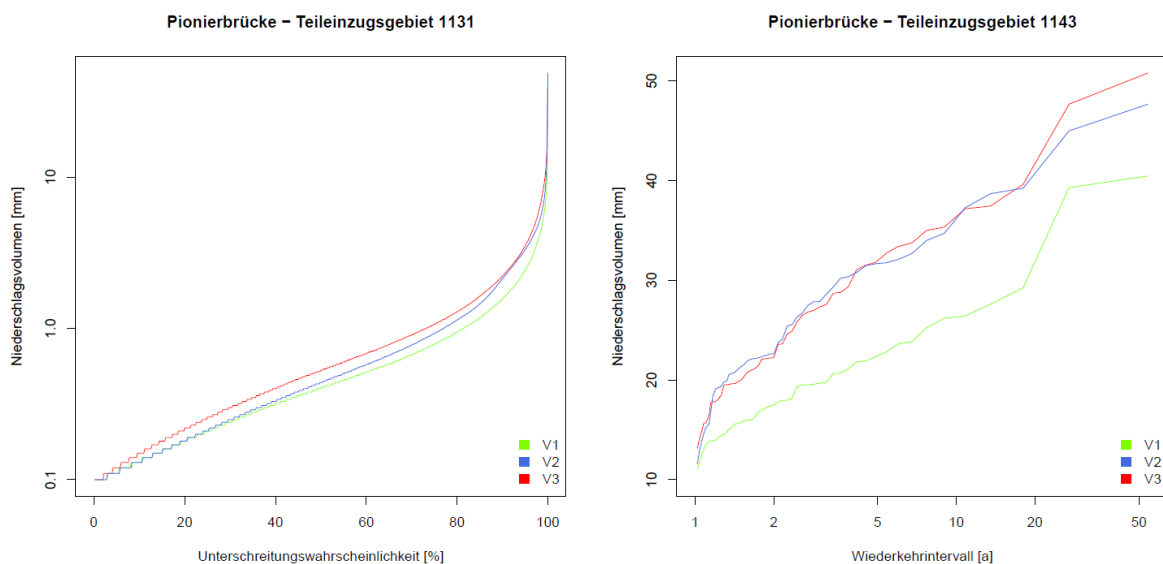 Pionierbrücke − Teileinzugsgebiet 1131
Niederschlagsvolumen [mm]
10
1.0
0.1
V1
V2
V3
0 20 40 60 80 100
Unterschreitungswahrscheinlichkeit [%]
Pionierbrücke − Teileinzugsgebiet 1143
Niederschlagsvolumen [mm]
50
40
30
20
10
V1
V2
V3
1 2 5 10 20 50
Wiederkehrintervall [a]